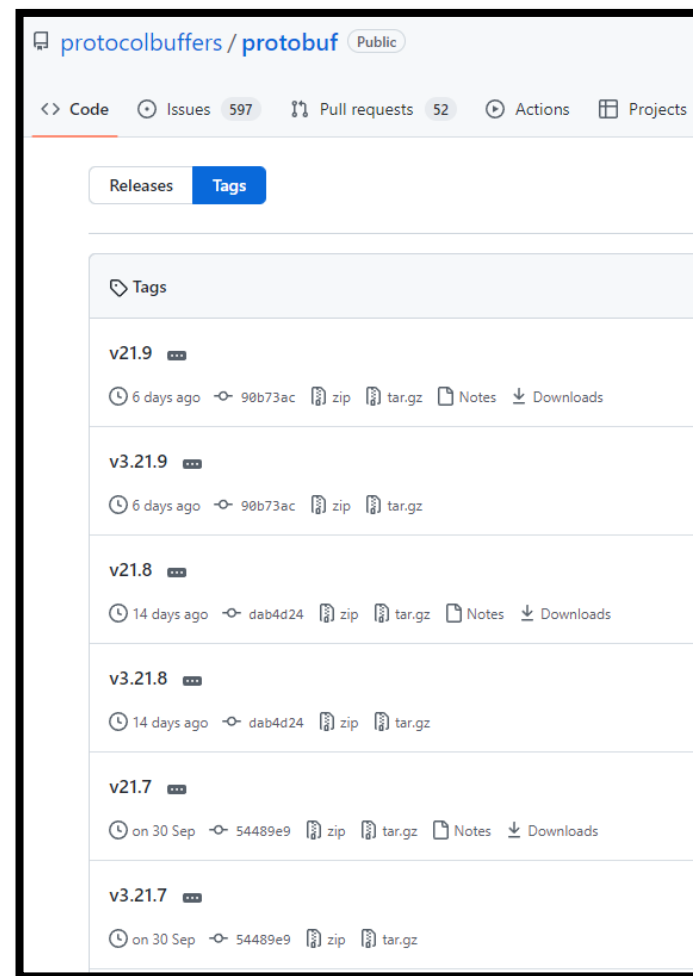 protocolbuffers / protobuf Public
<> Code Issues 597 Pull requests 52 Actions Projects
Releases Tags
Tags
v21.9
6 days ago 90b73ac zip tar.gz Notes Downloads
v3.21.9
6 days ago 90b73ac zip tar.gz
v21.8
14 days ago dab4d24 zip tar.gz Notes Downloads
v3.21.8
14 days ago dab4d24 zip tar.gz
v21.7
on 30 Sep 54489e9 zip tar.gz Notes Downloads
v3.21.7
on 30 Sep 54489e9 zip tar.gz